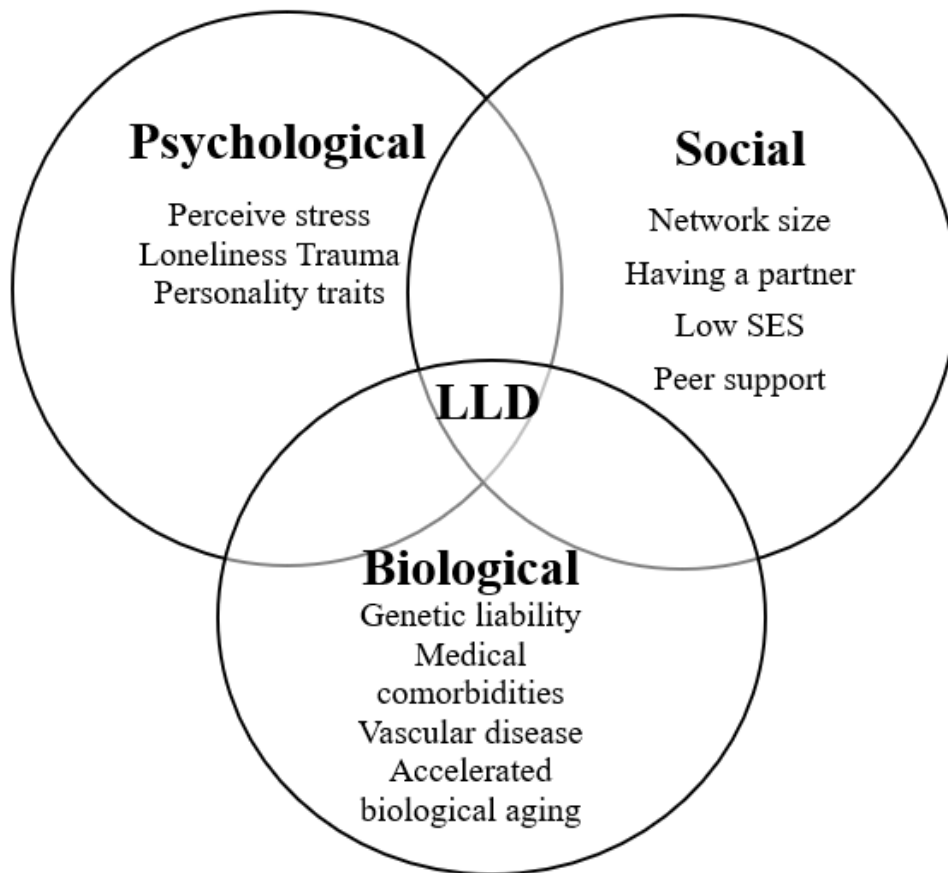 Psychological
Perceive stress
Loneliness Trauma
Personality traits
Social
Network size
Having a partner
Low SES
Peer support
LLD
Biological
Genetic liability
Medical
comorbidities
Vascular disease
Accelerated
biological aging